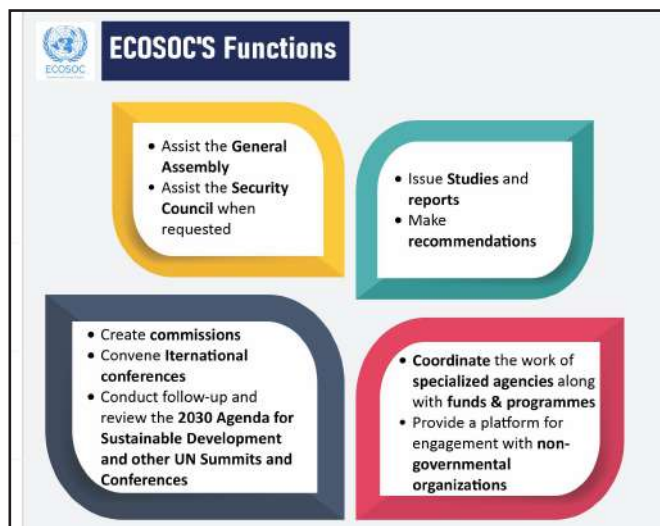 ECOSOC
ECOSOC'S Functions
• Assist the General
Assembly
• Assist the Security
Council when
requested
• Issue Studies and
reports
• Make
recommendations
• Create commissions
• Convene Iternational
conferences
• Conduct follow-up and
review the 2030 Agenda for
Sustainable Development
and other UN Summits and
Conferences
• Coordinate the work of
specialized agencies along
with funds & programmes
• Provide a platform for
engagement with non-
governmental
organizations